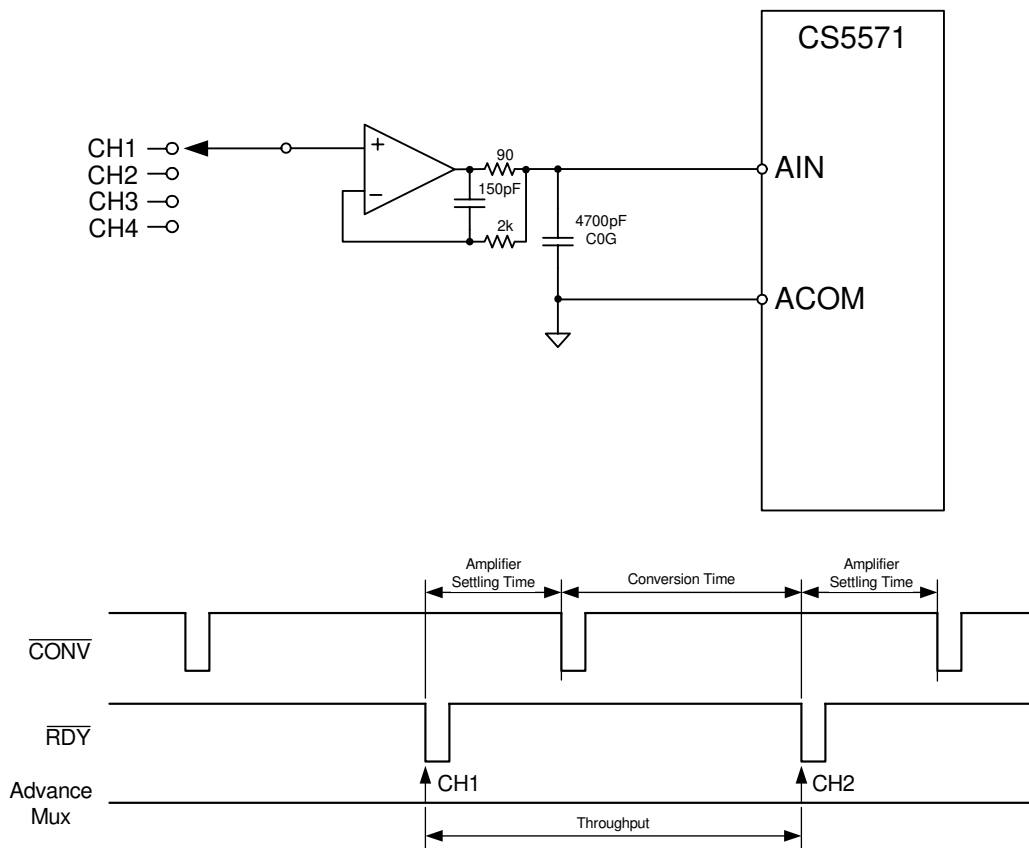 CS5571
CH1
CH2
CH3
CH4
+
−
90
150pF
2k
4700pF
C0G
AIN
ACOM
Amplifier
Settling Time
Conversion Time
Amplifier
Settling Time
CONV
RDY
Advance
Mux
CH1
CH2
Throughput